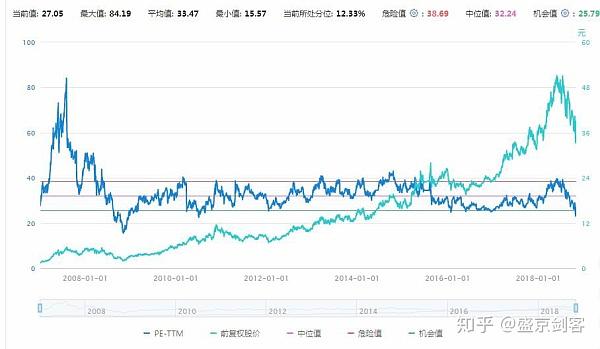 当前值: 27.05 最大值: 84.19 平均值: 33.47 最小值: 15.57 当前所处分位: 12.33% 危险值 : 38.69 中位值: 32.24 机会值 : 25.79
元
100 60
80 48
60 36
40 24
20 12
0 0
2008-01-01 2010-01-01 2012-01-01 2014-01-01 2016-01-01 2018-01-01
2008 2010 2012 2014 2016 2018
PE-TTM 前复权股价 中位值 危险值 机会值
知乎 @盛京剑客